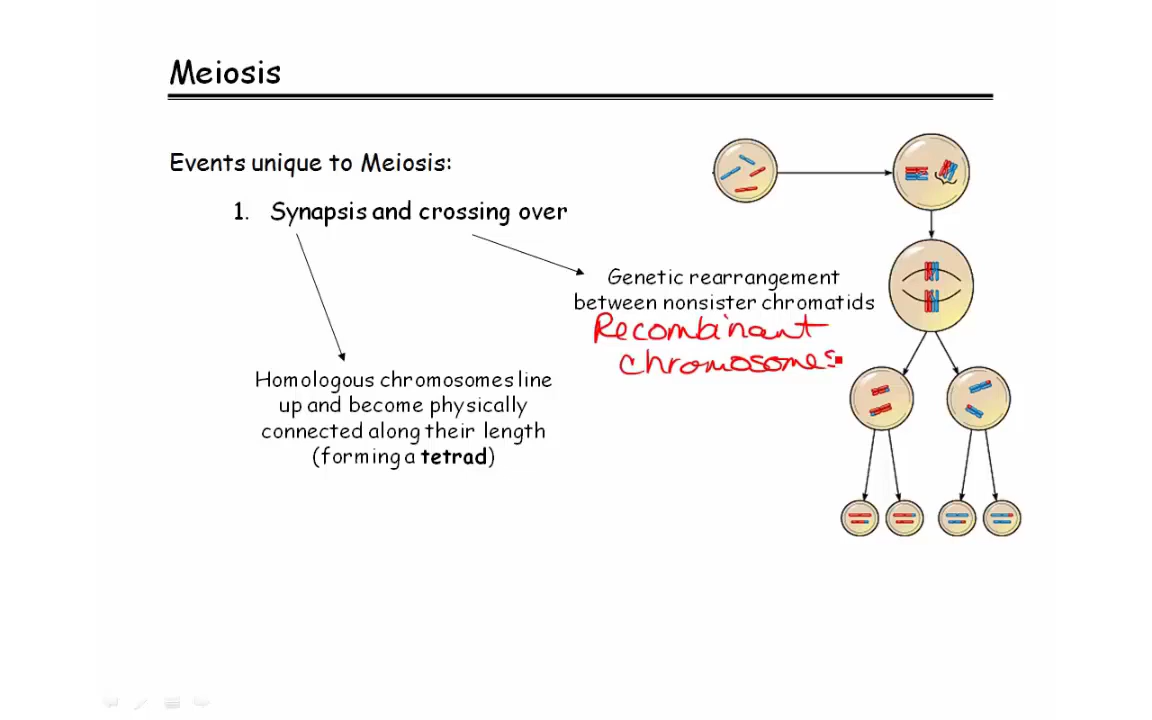 Meiosis
Events unique to Meiosis:
1. Synapsis and crossing over
Genetic rearrangement
between nonsister chromatids
Recombinant
chromosomes
Homologous chromosomes line
up and become physically
connected along their length
(forming a tetrad)